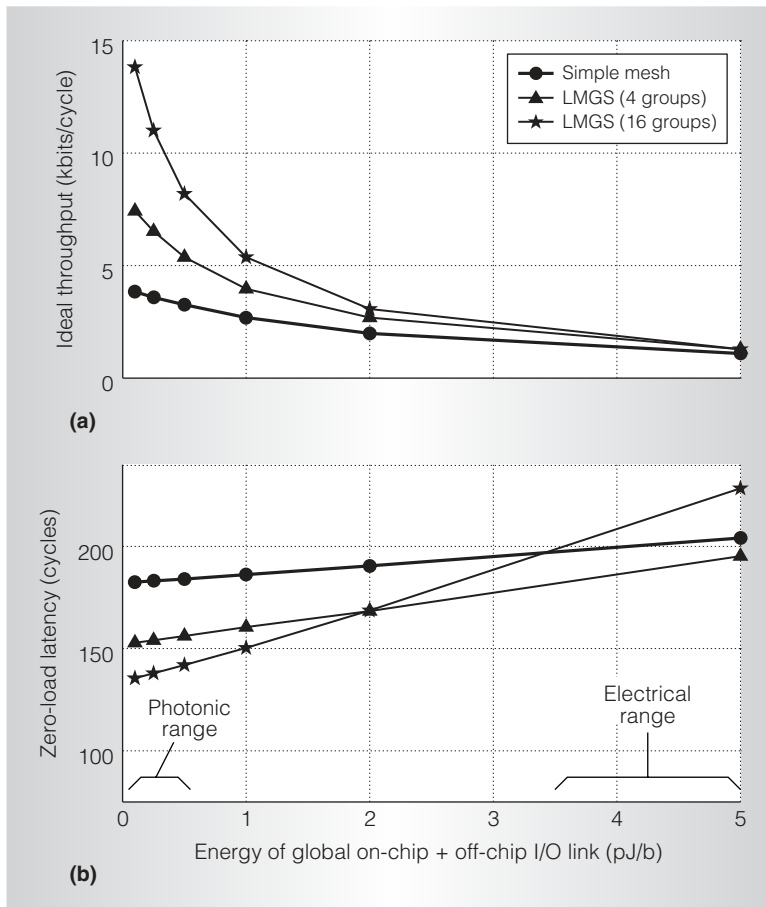 15
10
5
0
Ideal throughput (kbits/cycle)
Simple mesh
LMGS (4 groups)
LMGS (16 groups)
(a)
200
150
100
Zero-load latency (cycles)
Photonic
range
Electrical
range
0 1 2 3 4 5
Energy of global on-chip + off-chip I/O link (pJ/b)
(b)